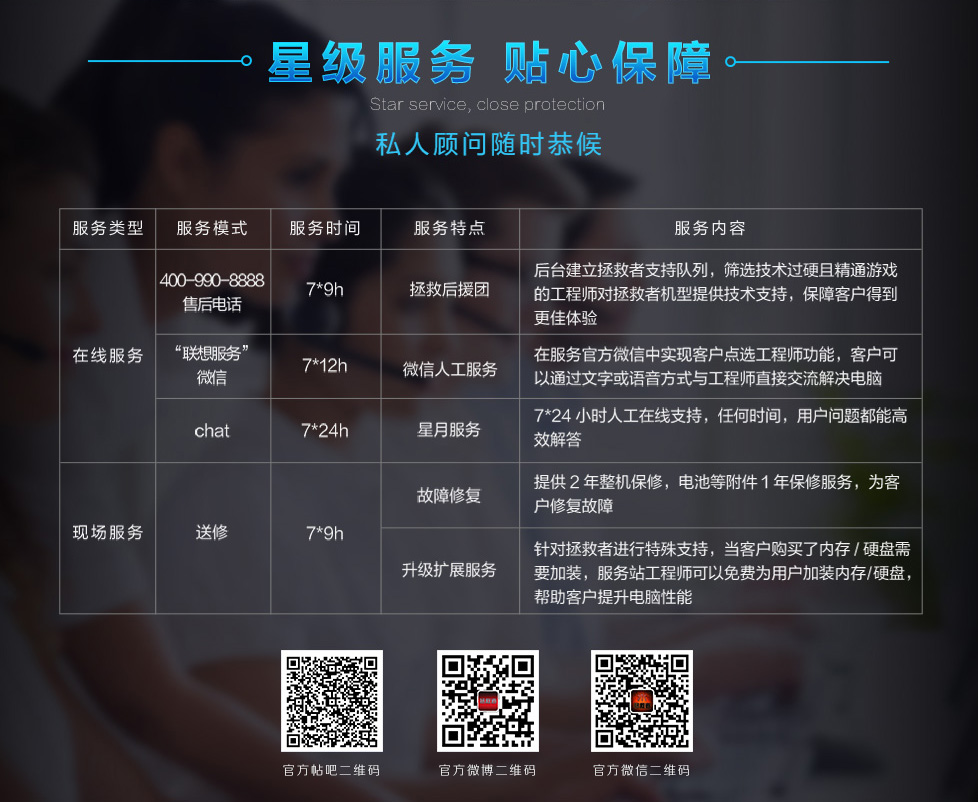 星级服务 贴心保障
Star service, close protection
私人顾问随时恭候
服务类型 服务模式 服务时间 服务特点 服务内容
在线服务
400-990-8888
售后电话
7*9h
拯救后援团
后台建立拯救者支持队列，筛选技术过硬且精通游戏
的工程师对拯救者机型提供技术支持，保障客户得到
更佳体验
“联想服务”
微信
7*12h
微信人工服务
在服务官方微信中实现客户点选工程师功能，客户可
以通过文字或语音方式与工程师直接交流解决电脑
chat
7*24h
星月服务
7*24 小时人工在线支持，任何时间，用户问题都能高
效解答
现场服务
送修
7*9h
故障修复
提供 2 年整机保修，电池等附件 1 年保修服务，为客
户修复故障
升级扩展服务
针对拯救者进行特殊支持，当客户购买了内存 / 硬盘需
要加装，服务站工程师可以免费为用户加装内存/硬盘，
帮助客户提升电脑性能
官方帖吧二维码 官方微博二维码 官方微信二维码